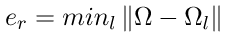 e_r = min_l ‖Ω − Ω_l‖